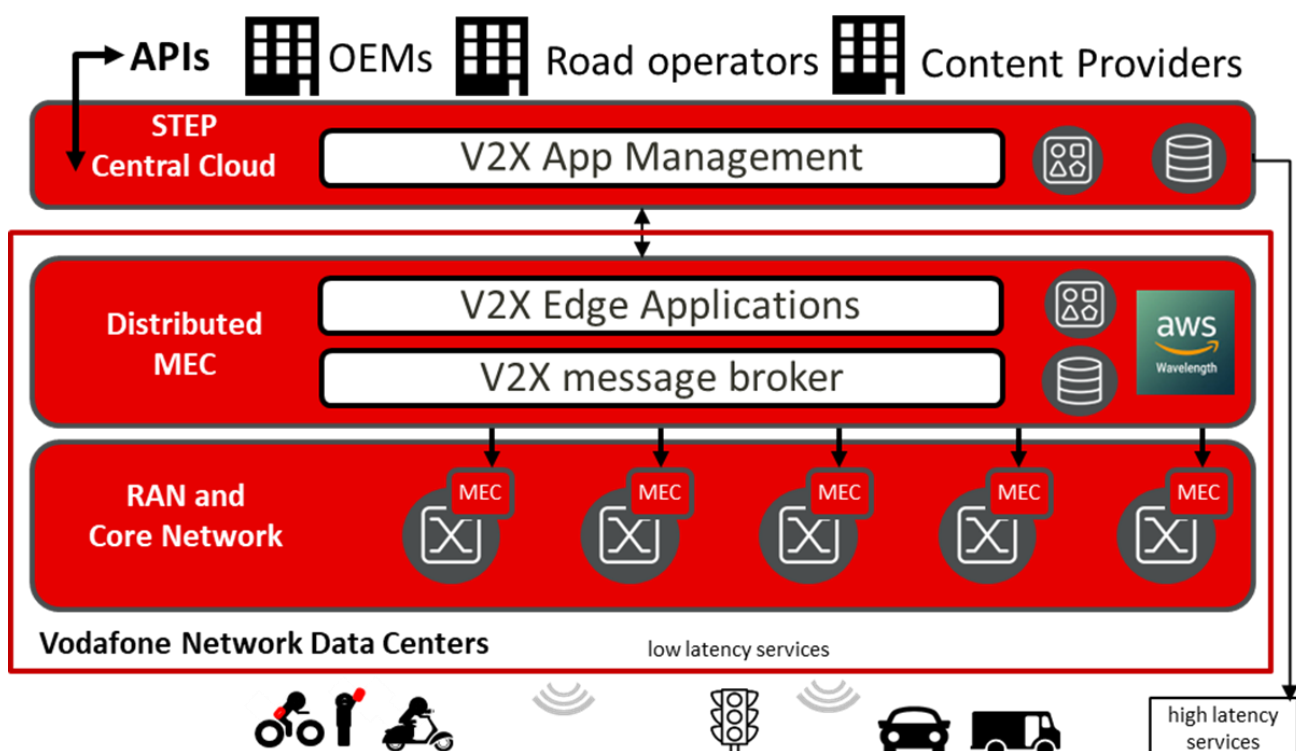 APIs
OEMs
Road operators
Content Providers
STEP
Central Cloud
V2X App Management
Distributed
MEC
V2X Edge Applications
V2X message broker
aws
Wavelength
RAN and
Core Network
MEC
MEC
MEC
MEC
MEC
Vodafone Network Data Centers
low latency services
high latency
services